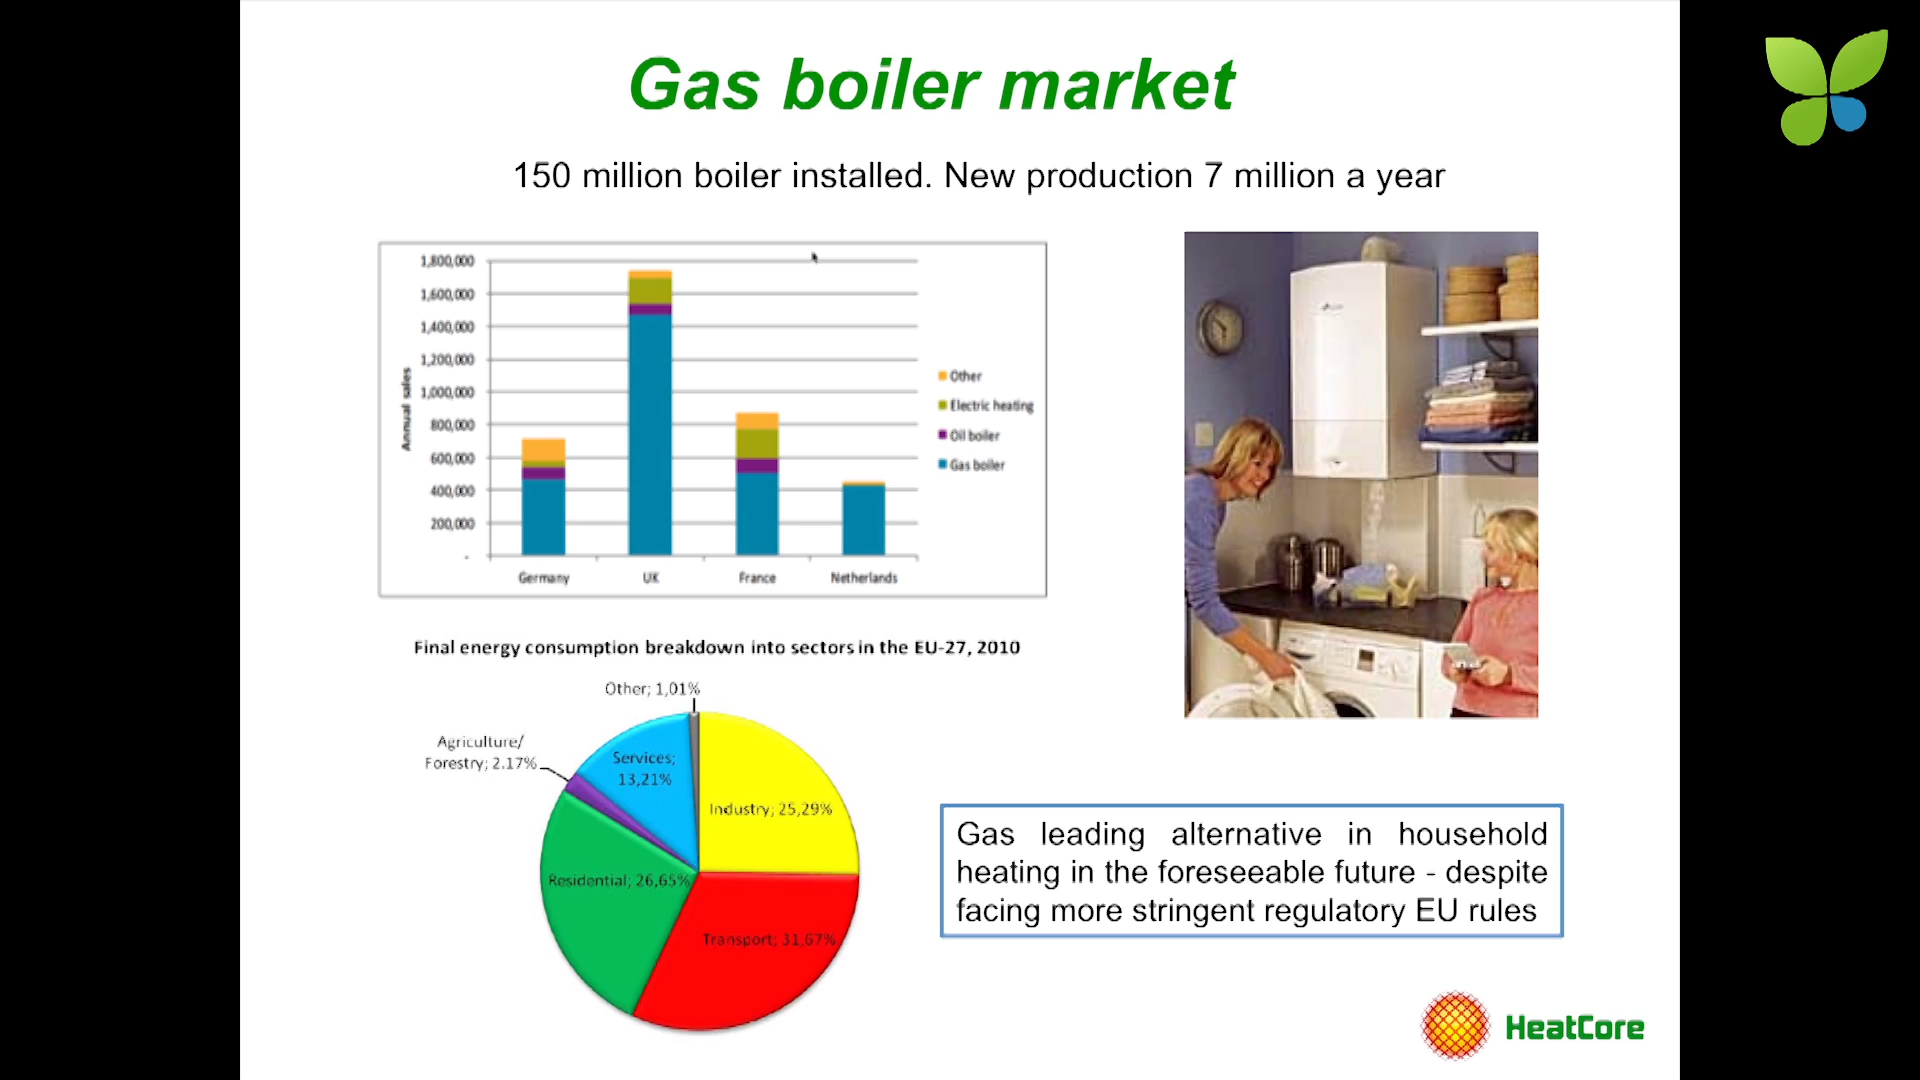 Gas boiler market
150 million boiler installed. New production 7 million a year
1,800,000
1,600,000
1,400,000
1,200,000
1,000,000
800,000
600,000
400,000
200,000
-
Annual sales
Germany
UK
France
Netherlands
Other
Electric heating
Oil boiler
Gas boiler
Final energy consumption breakdown into sectors in the EU-27, 2010
Other; 1,01%
Agriculture/
Forestry; 2.17%
Services;
13,21%
Industry; 25,29%
Residential; 26,65%
Transport; 31,67%
Gas leading alternative in household
heating in the foreseeable future - despite
facing more stringent regulatory EU rules
HeatCore